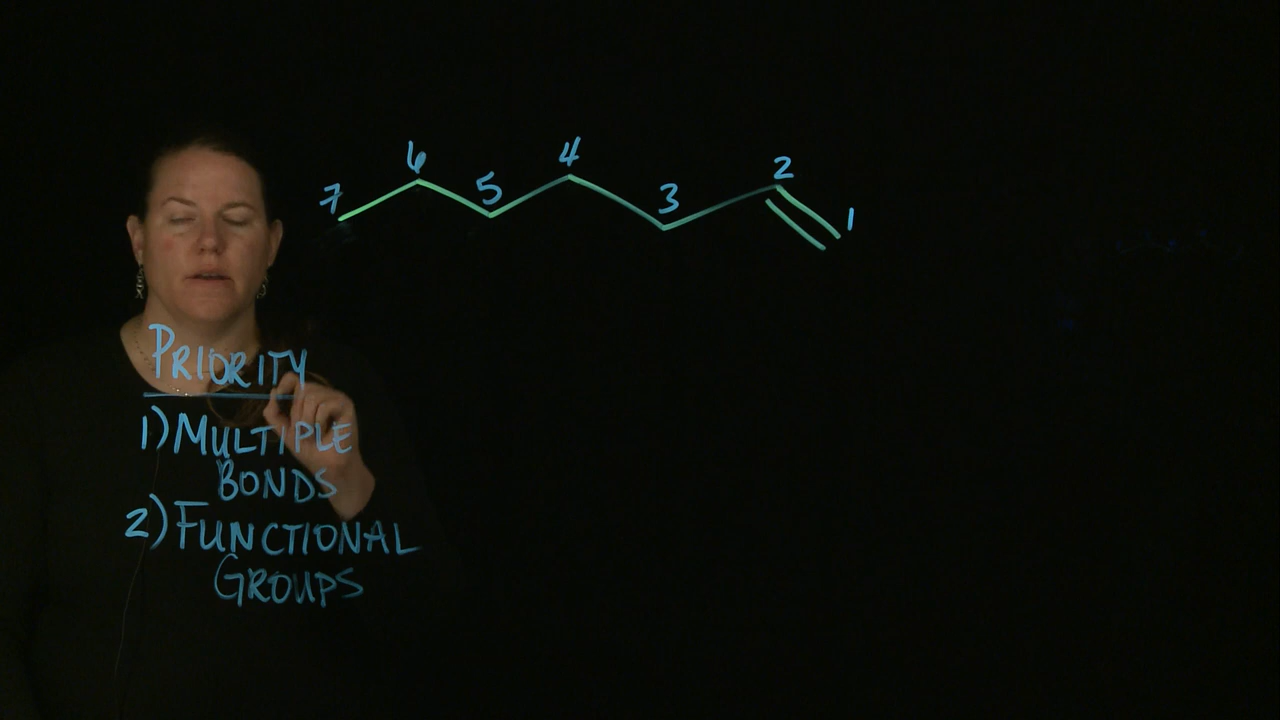 7 6 5 4 3 2 1
PRIORITY
1) MULTIPLE
BONDS
2) FUNCTIONAL
GROUPS